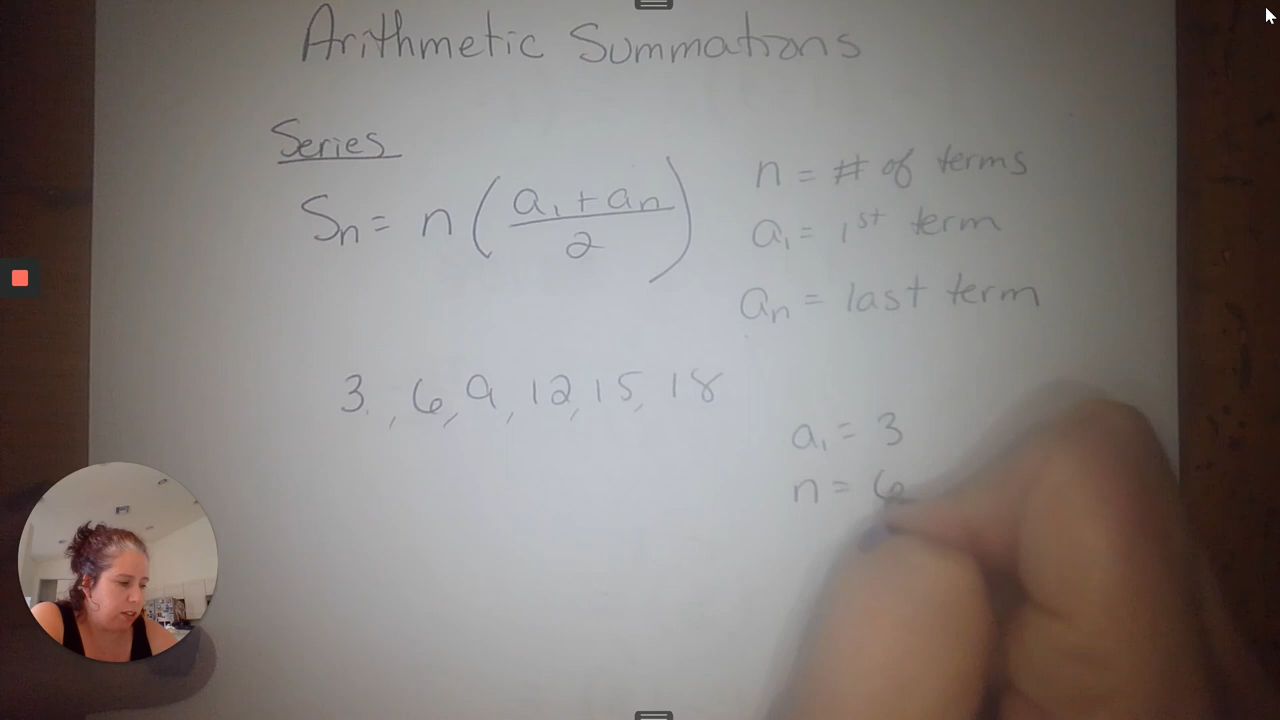 Arithmetic Summations
Series
Sₙ = n(a₁ + aₙ / 2)
n = # of terms
a₁ = 1st term
aₙ = last term
3, 6, 9, 12, 15, 18
a₁ = 3
n = 6